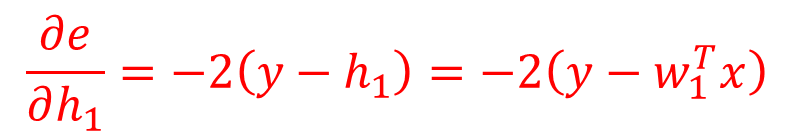 ∂e/∂h₁ = −2(y − h₁) = −2(y − w₁ᵀx)